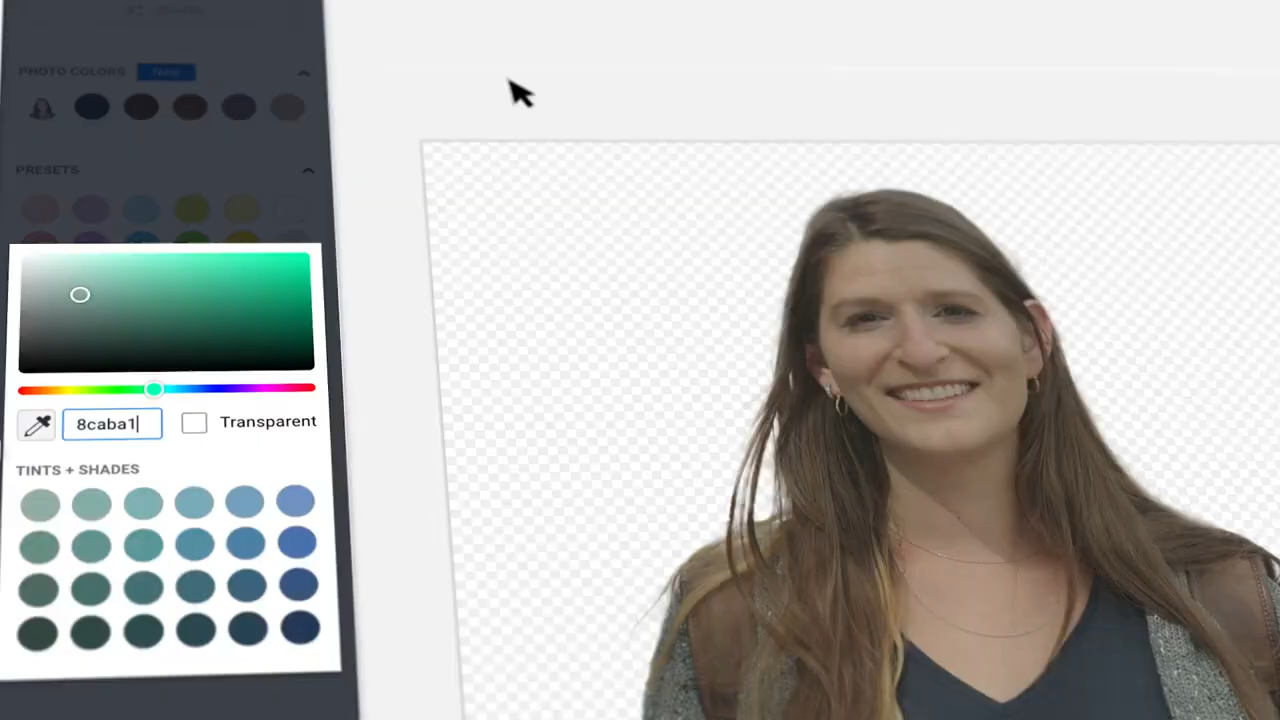 PHOTO COLORS New
PRESETS
8caba1
Transparent
TINTS + SHADES